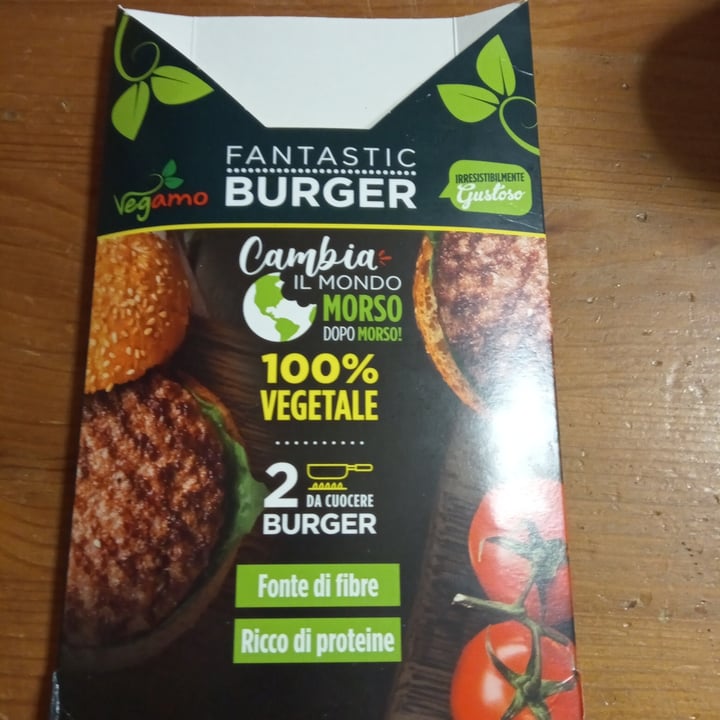 FANTASTIC
BURGER
Vegamo
IRRESISTIBILMENTE
Gustoso
Cambia
IL MONDO
MORSO
DOPO MORSO!
100%
VEGETALE
2 DA CUOCERE
BURGER
Fonte di fibre
Ricco di proteine